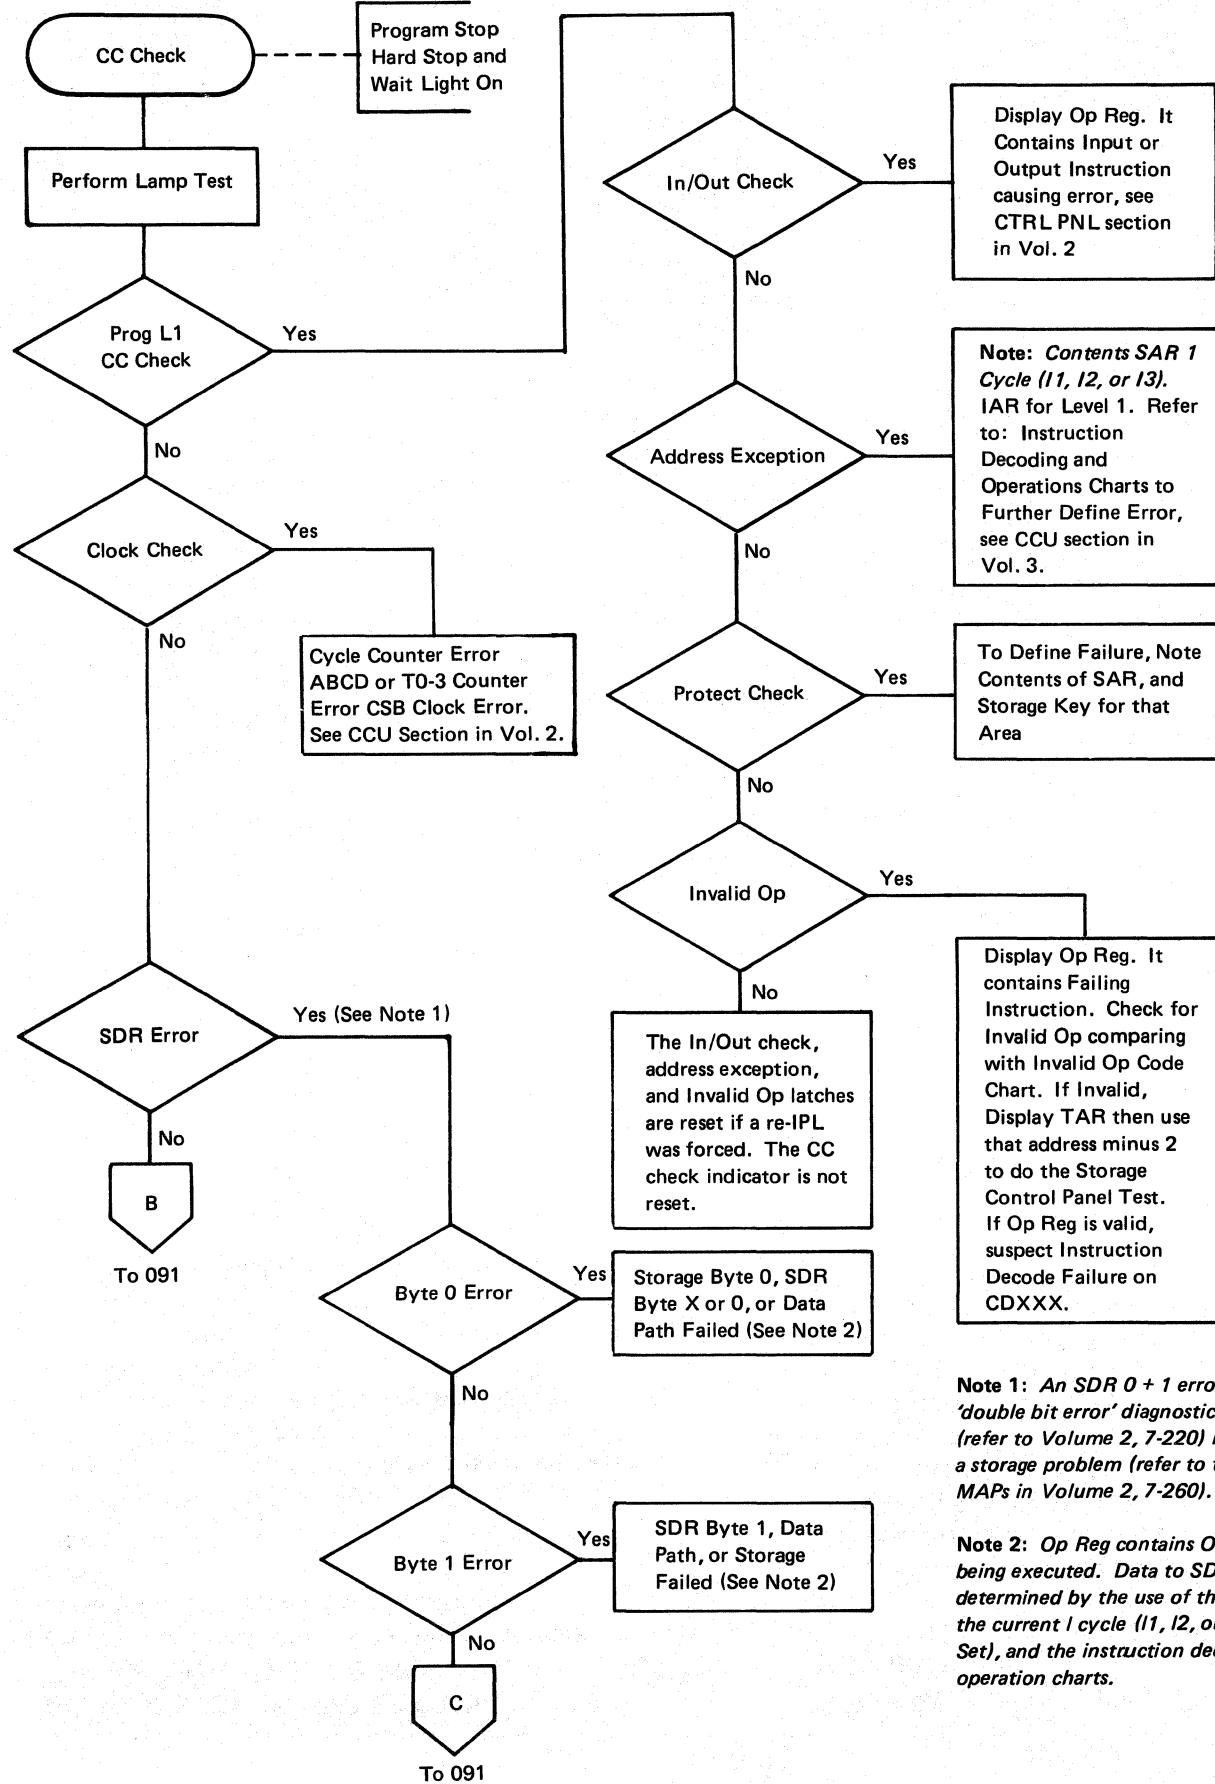 CC Check
Program Stop
Hard Stop and
Wait Light On
Perform Lamp Test
Prog L1
CC Check
Yes
No
Clock Check
Yes
No
Cycle Counter Error
ABCD or T0-3 Counter
Error CSB Clock Error.
See CCU Section in Vol. 2.
SDR Error
Yes (See Note 1)
No
B
To 091
Byte 0 Error
Yes
Storage Byte 0, SDR
Byte X or 0, or Data
Path Failed (See Note 2)
No
Byte 1 Error
Yes
SDR Byte 1, Data
Path, or Storage
Failed (See Note 2)
No
C
To 091
In/Out Check
Yes
Display Op Reg. It
Contains Input or
Output Instruction
causing error, see
CTRL PNL section
in Vol. 2
No
Address Exception
Yes
Note: Contents SAR 1
Cycle (I1, I2, or I3).
IAR for Level 1. Refer
to: Instruction
Decoding and
Operations Charts to
Further Define Error,
see CCU section in
Vol. 3.
No
Protect Check
Yes
To Define Failure, Note
Contents of SAR, and
Storage Key for that
Area
No
Invalid Op
Yes
Display Op Reg. It
contains Failing
Instruction. Check for
Invalid Op comparing
with Invalid Op Code
Chart. If Invalid,
Display TAR then use
that address minus 2
to do the Storage
Control Panel Test.
If Op Reg is valid,
suspect Instruction
Decode Failure on
CDXXX.
No
The In/Out check,
address exception,
and Invalid Op latches
are reset if a re-IPL
was forced. The CC
check indicator is not
reset.
Note 1: An SDR 0 + 1 erro
'double bit error' diagnostic
(refer to Volume 2, 7-220)
a storage problem (refer to
MAPs in Volume 2, 7-260).
Note 2: Op Reg contains O
being executed. Data to SD
determined by the use of th
the current I cycle (I1, I2, o
Set), and the instruction dec
operation charts.